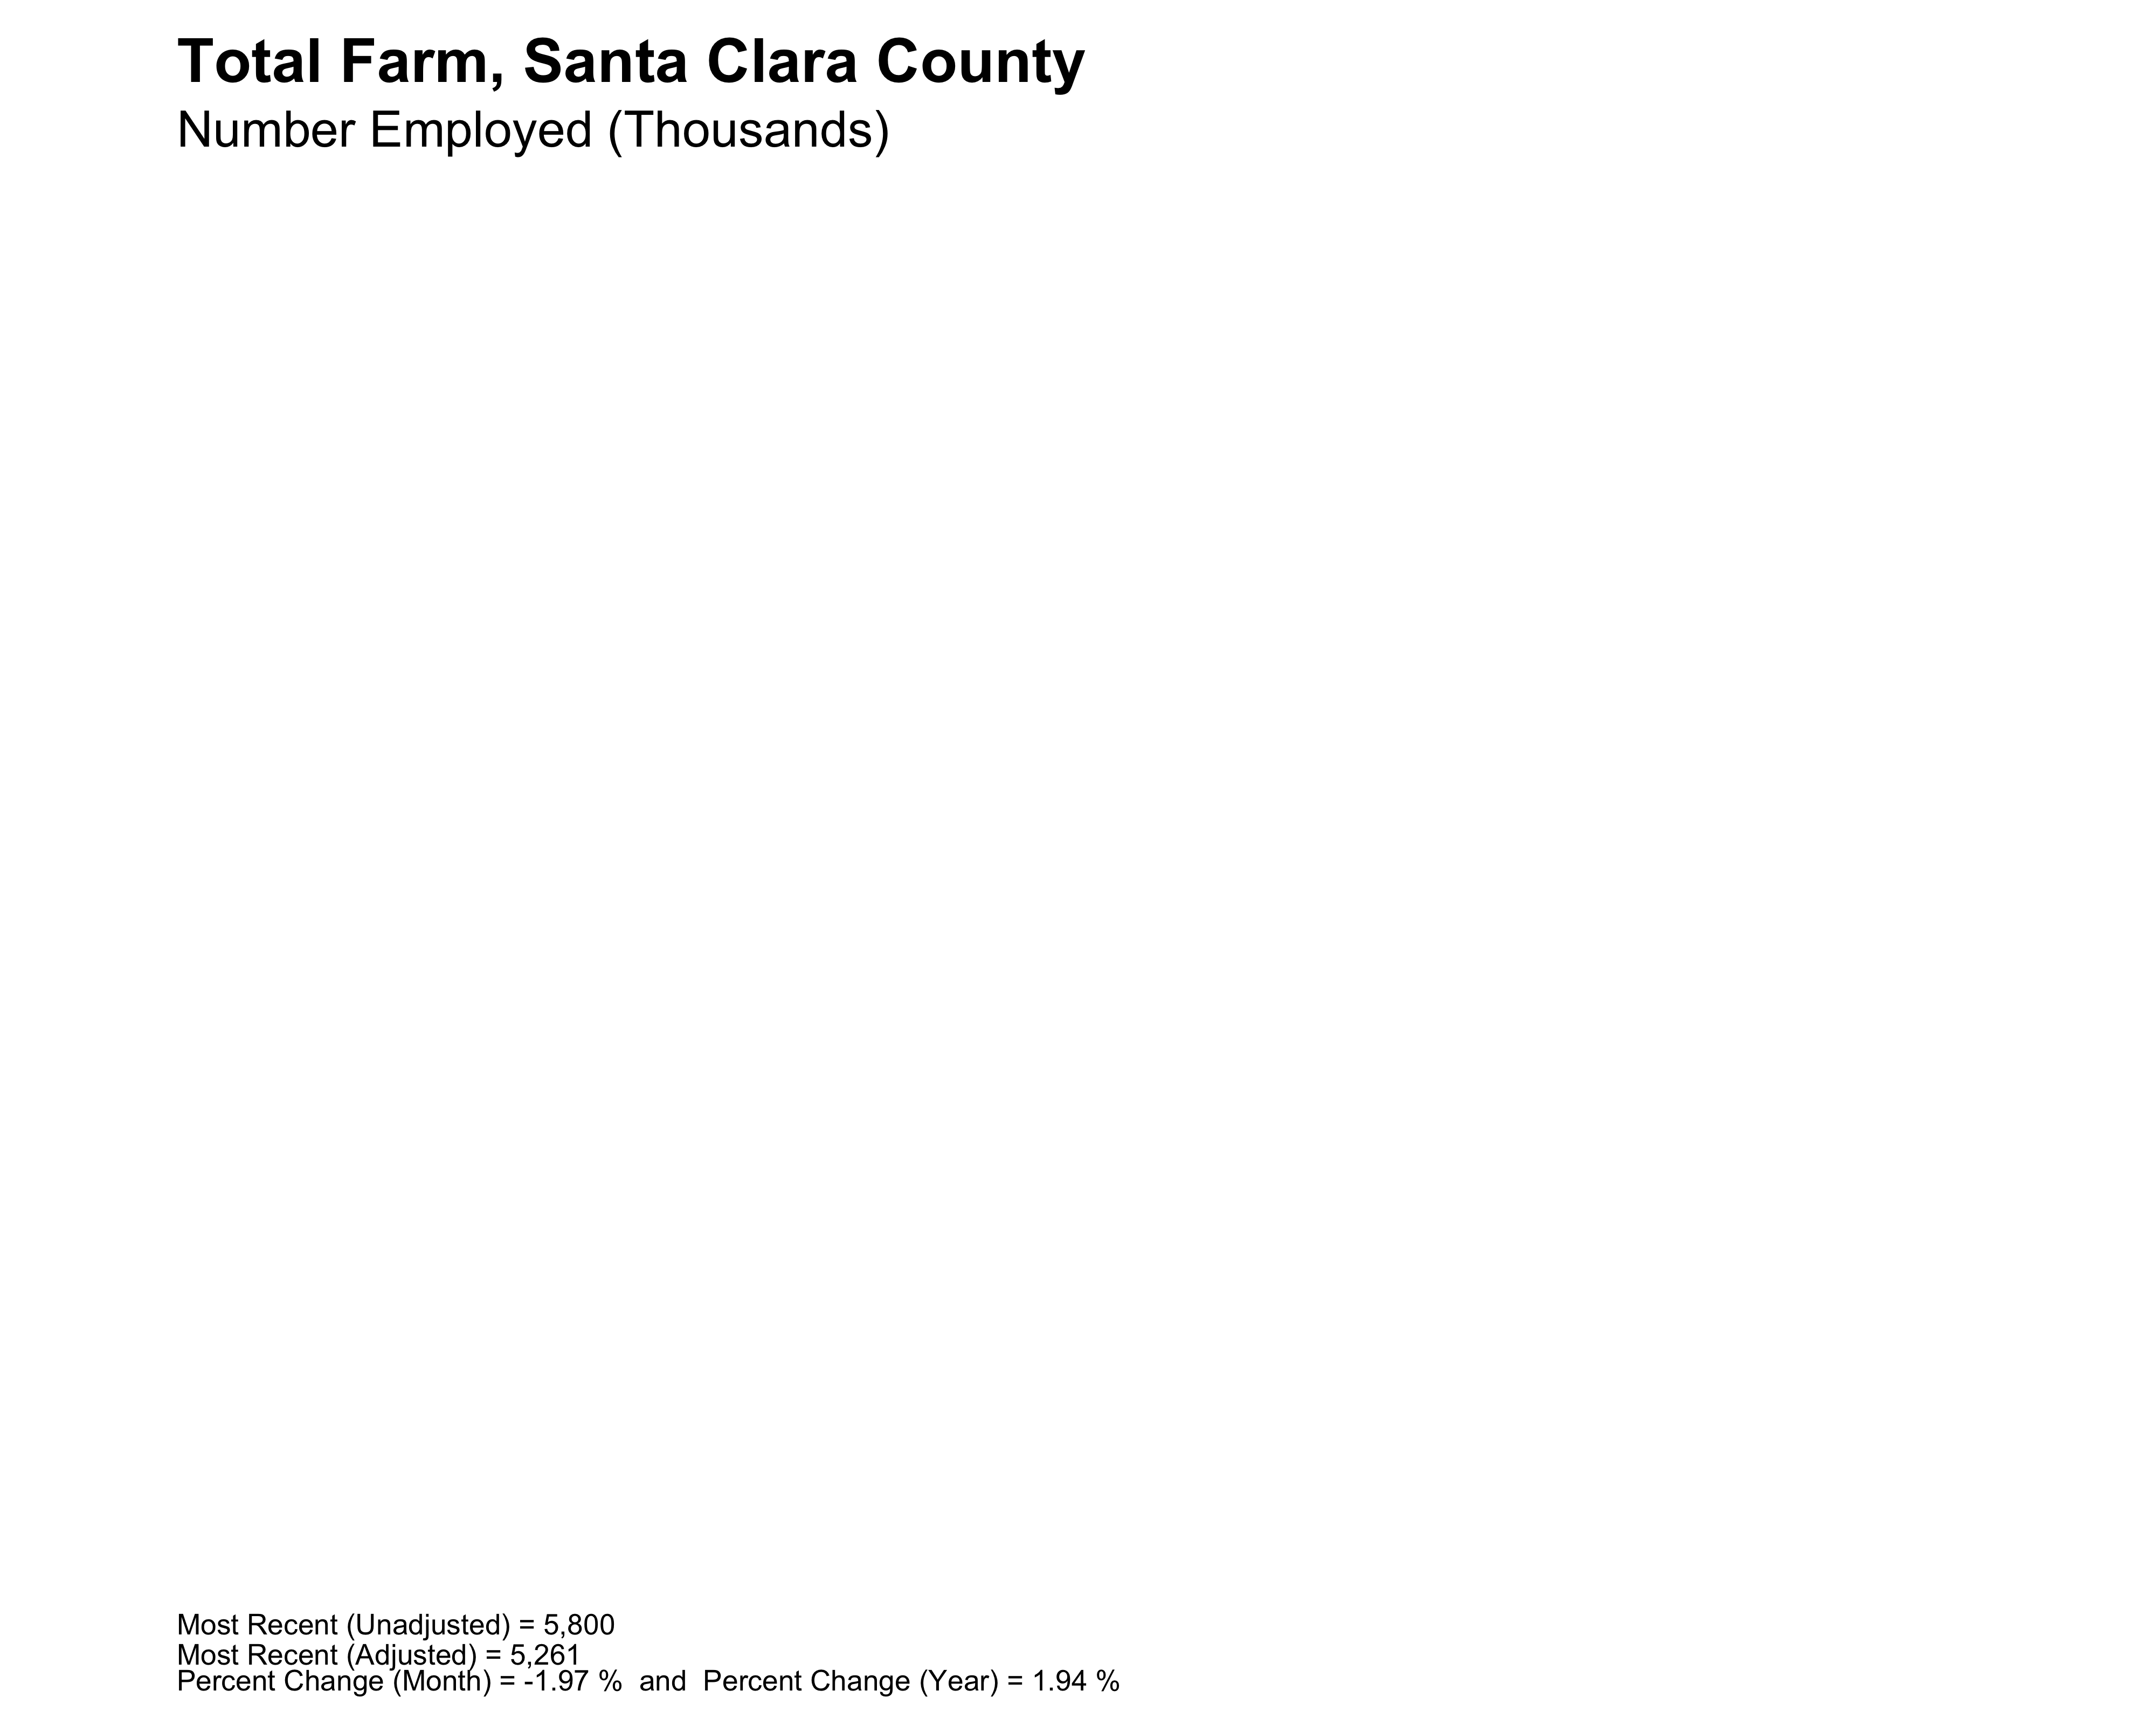 Total Farm, Santa Clara County
Number Employed (Thousands)
Most Recent (Unadjusted) = 5,800
Most Recent (Adjusted) = 5,261
Percent Change (Month) = -1.97 %  and  Percent Change (Year) = 1.94 %